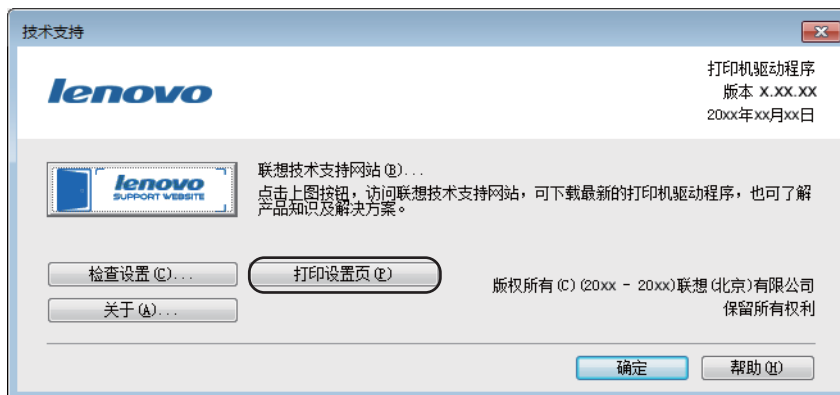 技术支持
lenovo
打印机驱动程序
版本 X.XX.XX
20xx年xx月xx日
lenovo
SUPPORT WEBSITE
联想技术支持网站(B)...
点击上图按钮，访问联想技术支持网站，可下载最新的打印机驱动程序，也可了解
产品知识及解决方案。
检查设置(C)...
打印设置页(P)
关于(A)...
版权所有(C)(20xx - 20xx)联想(北京)有限公司
保留所有权利
确定
帮助(H)